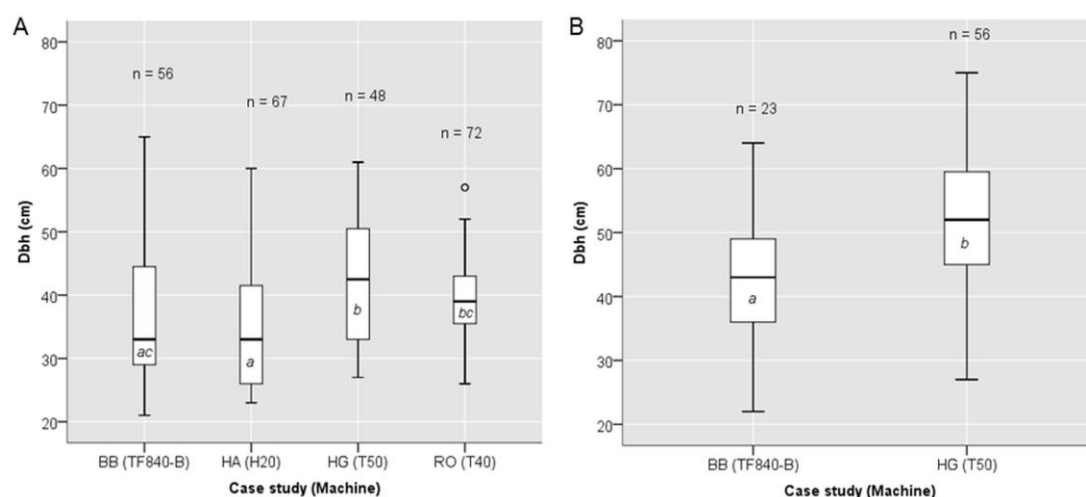 A
80
70
60
50
40
30
20
Dbh (cm)
n = 56
n = 67
n = 48
n = 72
ac
a
b
bc
BB (TF840-B) HA (H20) HG (T50) RO (T40)
Case study (Machine)
B
80
70
60
50
40
30
20
Dbh (cm)
n = 23
n = 56
a
b
BB (TF840-B) HG (T50)
Case study (Machine)